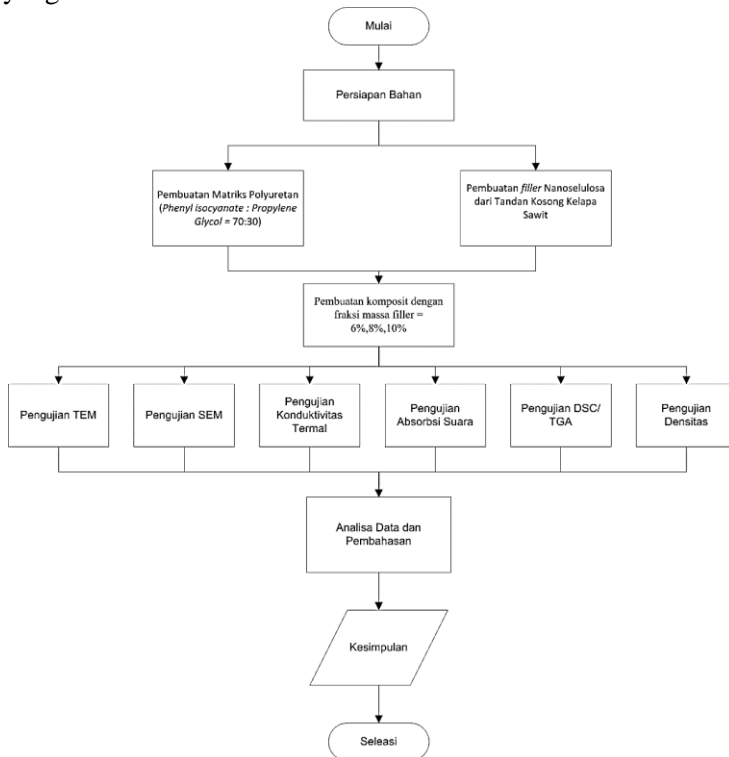 Mulai
Persiapan Bahan
Pembuatan Matriks Polyuretan
(Phenyl isocyanate : Propylene
Glycol = 70:30)
Pembuatan filler Nanoselulosa
dari Tandan Kosong Kelapa
Sawit
Pembuatan komposit dengan
fraksi massa filler =
6%,8%,10%
Pengujian TEM
Pengujian SEM
Pengujian
Konduktivitas
Termal
Pengujian
Absorbsi Suara
Pengujian DSC/
TGA
Pengujian
Densitas
Analisa Data dan
Pembahasan
Kesimpulan
Seleasi